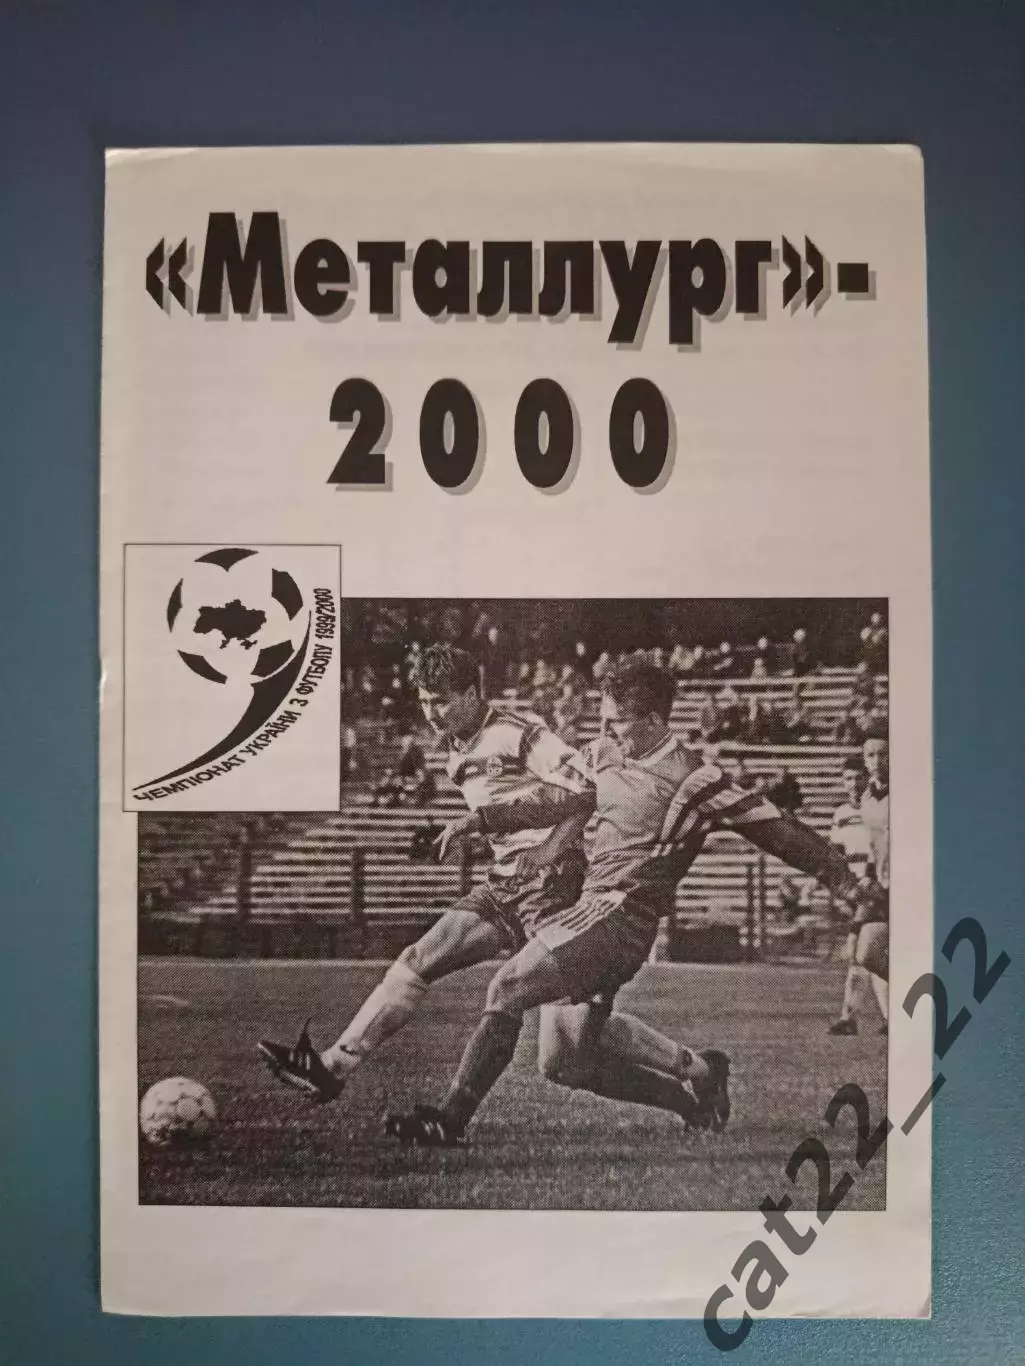 «Металлург»-
2000
ЧЕМПІОНАТ УКРАЇНИ З ФУТБОЛУ 1999/2000
cat22_22